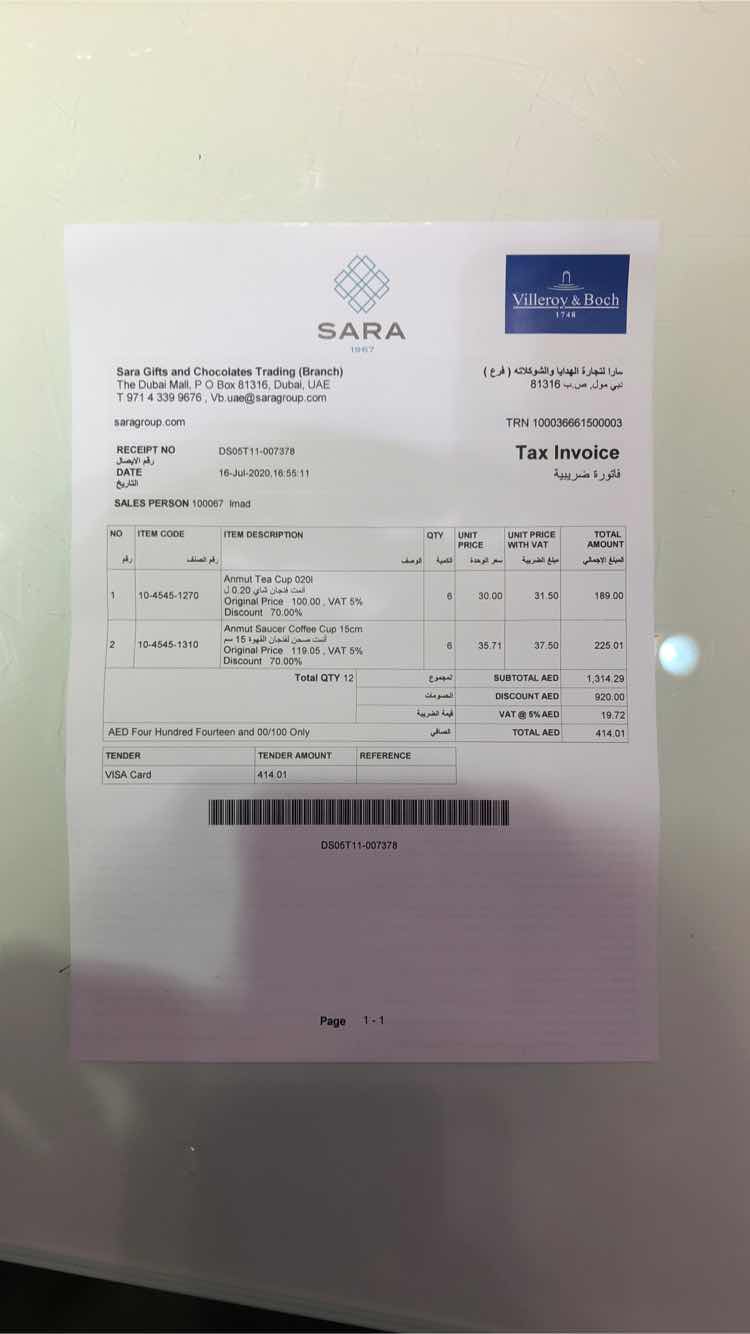 SARA
1967
Villeroy & Boch
1748
Sara Gifts and Chocolates Trading (Branch)
The Dubai Mall, P O Box 81316, Dubai, UAE
T 971 4 339 9676 , Vb.uae@saragroup.com
سارا لتجارة الهدايا والشوكلاته ( فرع )
دبي مول, ص.ب 81316
saragroup.com
TRN 100036661500003
RECEIPT NO DS05T11-007378
رقم الايصال
DATE 16-Jul-2020,16:55:11
التاريخ
Tax Invoice
فاتورة ضريبية
SALES PERSON 100067 Imad
NO ITEM CODE ITEM DESCRIPTION QTY UNIT PRICE UNIT PRICE WITH VAT TOTAL AMOUNT
رقم رقم الصنف الوصف الكمية سعر الوحدة مبلغ الضريبية المبلغ الاجمالي
Anmut Tea Cup 020l
انمت فنجان شاي 0.20 ل
1 10-4545-1270 Original Price 100.00 , VAT 5% 6 30.00 31.50 189.00
Discount 70.00%
Anmut Saucer Coffee Cup 15cm
انمت صحن لفنجان القهوة 15 سم
2 10-4545-1310 Original Price 119.05 , VAT 5% 6 35.71 37.50 225.01
Discount 70.00%
Total QTY 12 المجموع SUBTOTAL AED 1,314.29
الخصومات DISCOUNT AED 920.00
قيمة الضريبة VAT @ 5% AED 19.72
AED Four Hundred Fourteen and 00/100 Only الصافي TOTAL AED 414.01
TENDER TENDER AMOUNT REFERENCE
VISA Card 414.01
DS05T11-007378
Page 1 - 1